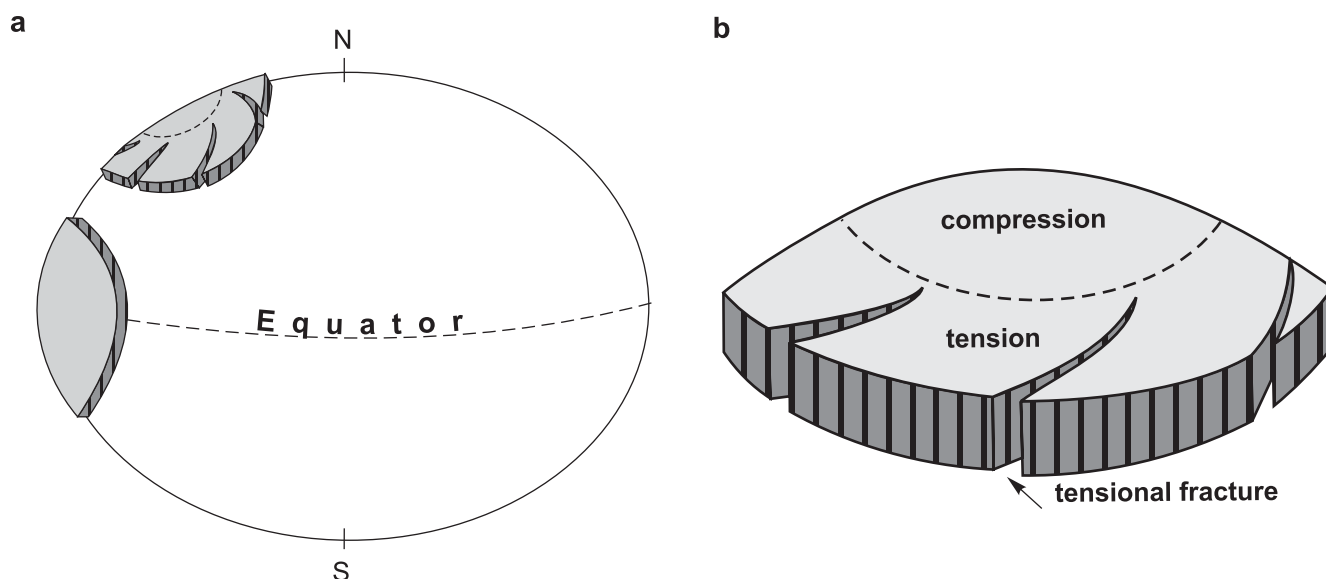 a
N
Equator
S
b
compression
tension
tensional fracture